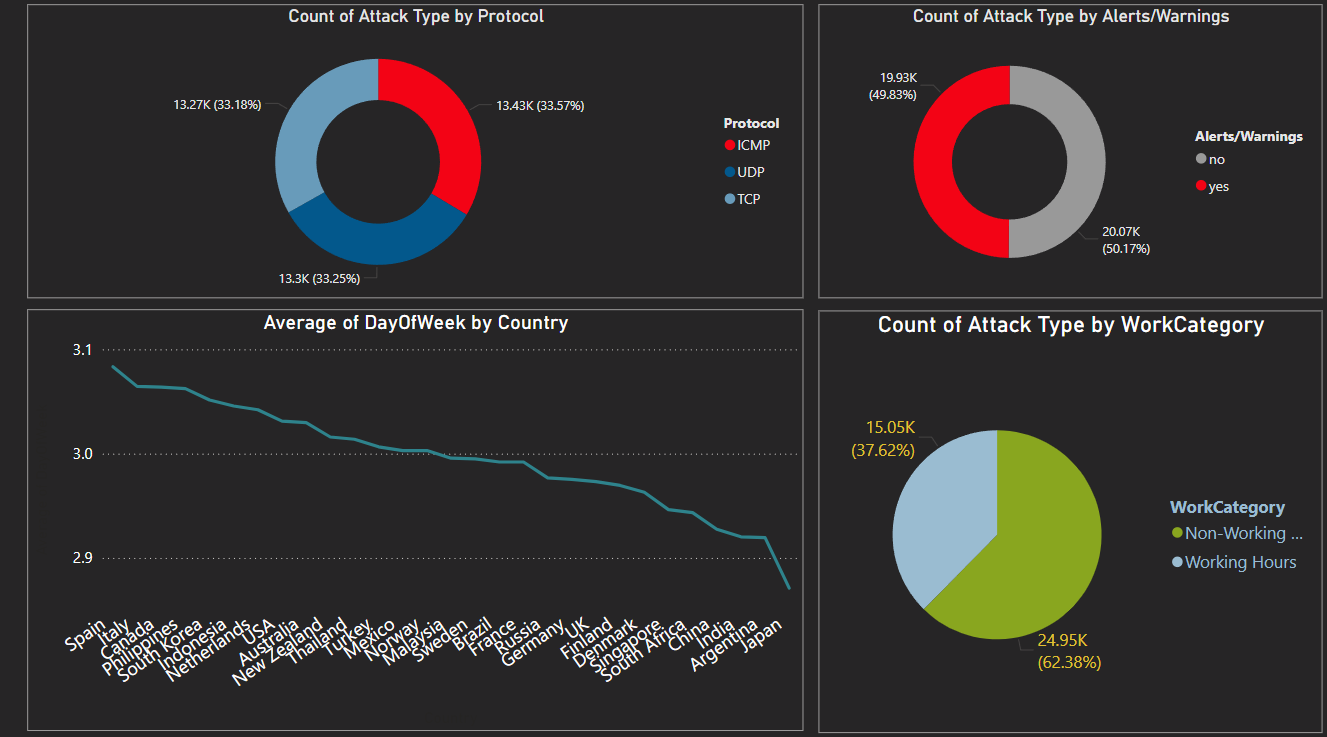 Count of Attack Type by Protocol
13.27K (33.18%)
13.43K (33.57%)
13.3K (33.25%)
Protocol
ICMP
UDP
TCP
Count of Attack Type by Alerts/Warnings
19.93K
(49.83%)
20.07K
(50.17%)
Alerts/Warnings
no
yes
Average of DayOfWeek by Country
3.1
3.0
2.9
Spain
Italy
Canada
Philippines
South Korea
Indonesia
Netherlands
USA
Australia
New Zealand
Thailand
Turkey
Mexico
Norway
Malaysia
Sweden
Brazil
France
Russia
Germany
UK
Finland
Denmark
Singapore
South Africa
China
India
Argentina
Japan
Count of Attack Type by WorkCategory
15.05K
(37.62%)
24.95K
(62.38%)
WorkCategory
Non-Working ...
Working Hours